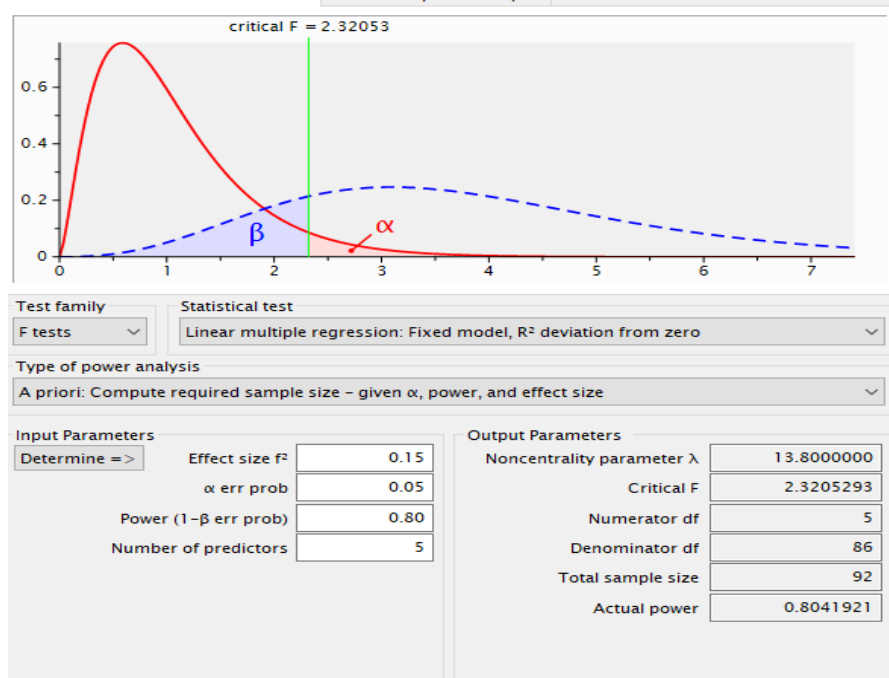 critical F = 2.32053
0.6
0.4
0.2
0
β
α
0 1 2 3 4 5 6 7
Test family
Statistical test
F tests
Linear multiple regression: Fixed model, R² deviation from zero
Type of power analysis
A priori: Compute required sample size – given α, power, and effect size
Input Parameters
Output Parameters
Determine => Effect size f² 0.15
Noncentrality parameter λ 13.8000000
α err prob 0.05
Critical F 2.3205293
Power (1-β err prob) 0.80
Numerator df 5
Number of predictors 5
Denominator df 86
Total sample size 92
Actual power 0.8041921